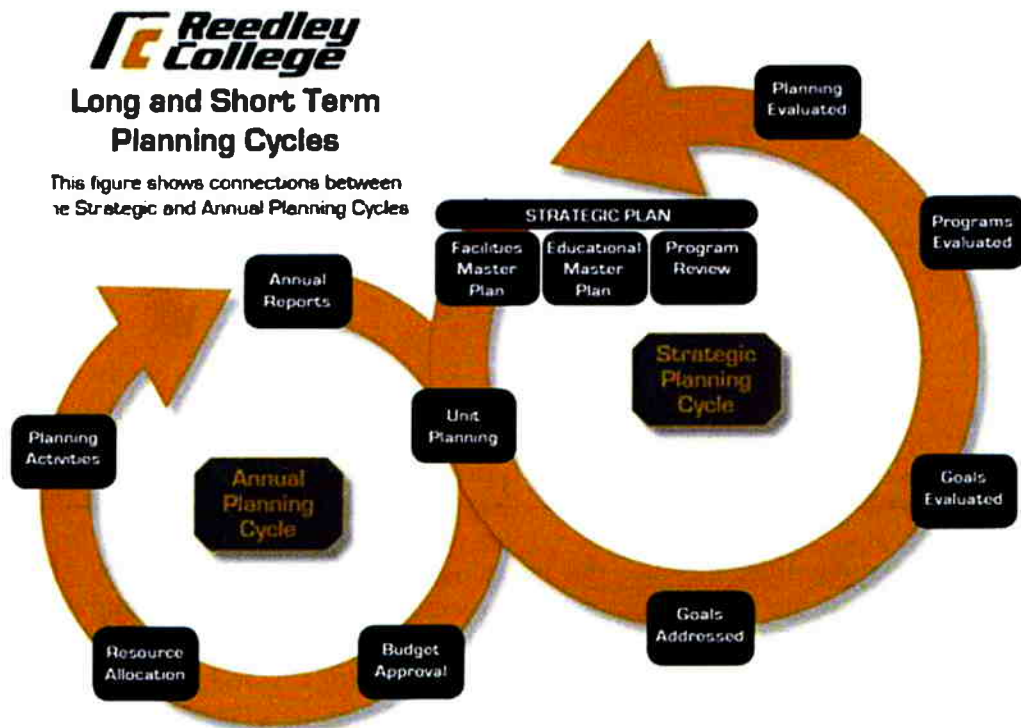 Reedley
College
Long and Short Term
Planning Cycles
This figure shows connections between
Strategic and Annual Planning Cycles
STRATEGIC PLAN
Facilities
Master
Plan
Educational
Master
Plan
Program
Review
Planning
Evaluated
Programs
Evaluated
Goals
Evaluated
Goals
Addressed
Strategic
Planning
Cycle
Annual
Reports
Unit
Planning
Budget
Approval
Resource
Allocation
Planning
Activities
Annual
Planning
Cycle